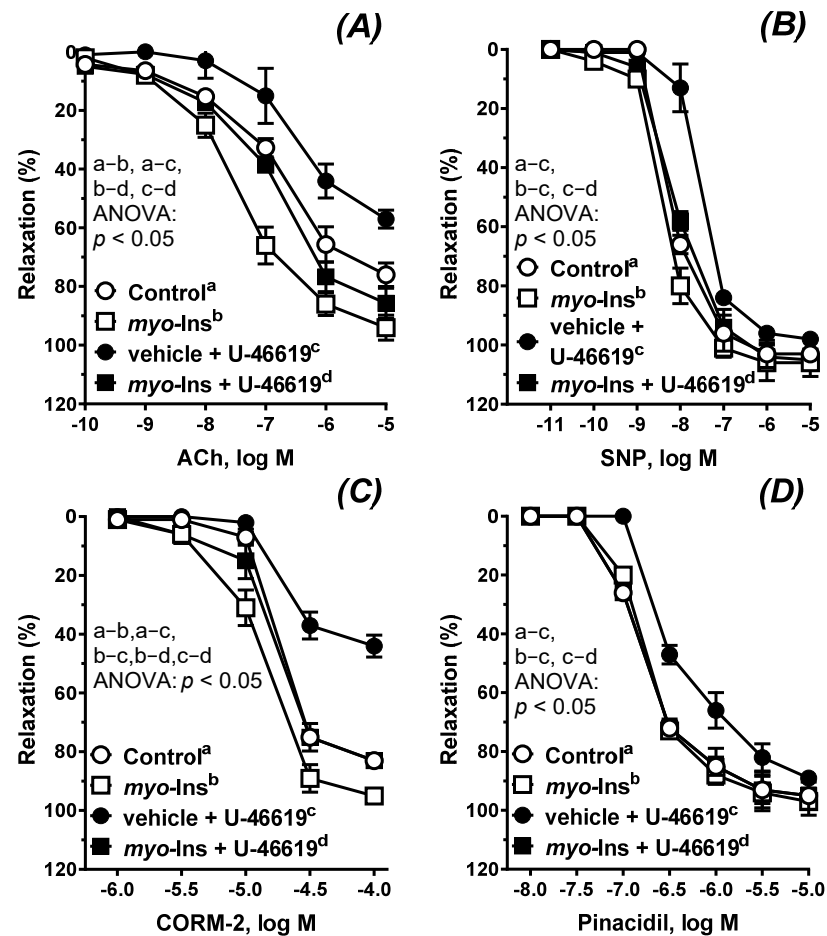 (A)
Relaxation (%)
0
20
40
60
80
100
120
a–b, a–c,
b–d, c–d
ANOVA:
p < 0.05
Controlᵃ
myo-Insᵇ
vehicle + U-46619ᶜ
myo-Ins + U-46619ᵈ
-10 -9 -8 -7 -6 -5
ACh, log M
(B)
Relaxation (%)
0
20
40
60
80
100
120
a–c,
b–c, c–d
ANOVA:
p < 0.05
Controlᵃ
myo-Insᵇ
vehicle +
U-46619ᶜ
myo-Ins + U-46619ᵈ
-11 -10 -9 -8 -7 -6 -5
SNP, log M
(C)
Relaxation (%)
0
20
40
60
80
100
120
a–b,a–c,
b–c,b–d,c–d
ANOVA: p < 0.05
Controlᵃ
myo-Insᵇ
vehicle + U-46619ᶜ
myo-Ins + U-46619ᵈ
-6.0 -5.5 -5.0 -4.5 -4.0
CORM-2, log M
(D)
Relaxation (%)
0
20
40
60
80
100
120
a–c,
b–c, c–d
ANOVA:
p < 0.05
Controlᵃ
myo-Insᵇ
vehicle + U-46619ᶜ
myo-Ins + U-46619ᵈ
-8.0 -7.5 -7.0 -6.5 -6.0 -5.5 -5.0
Pinacidil, log M